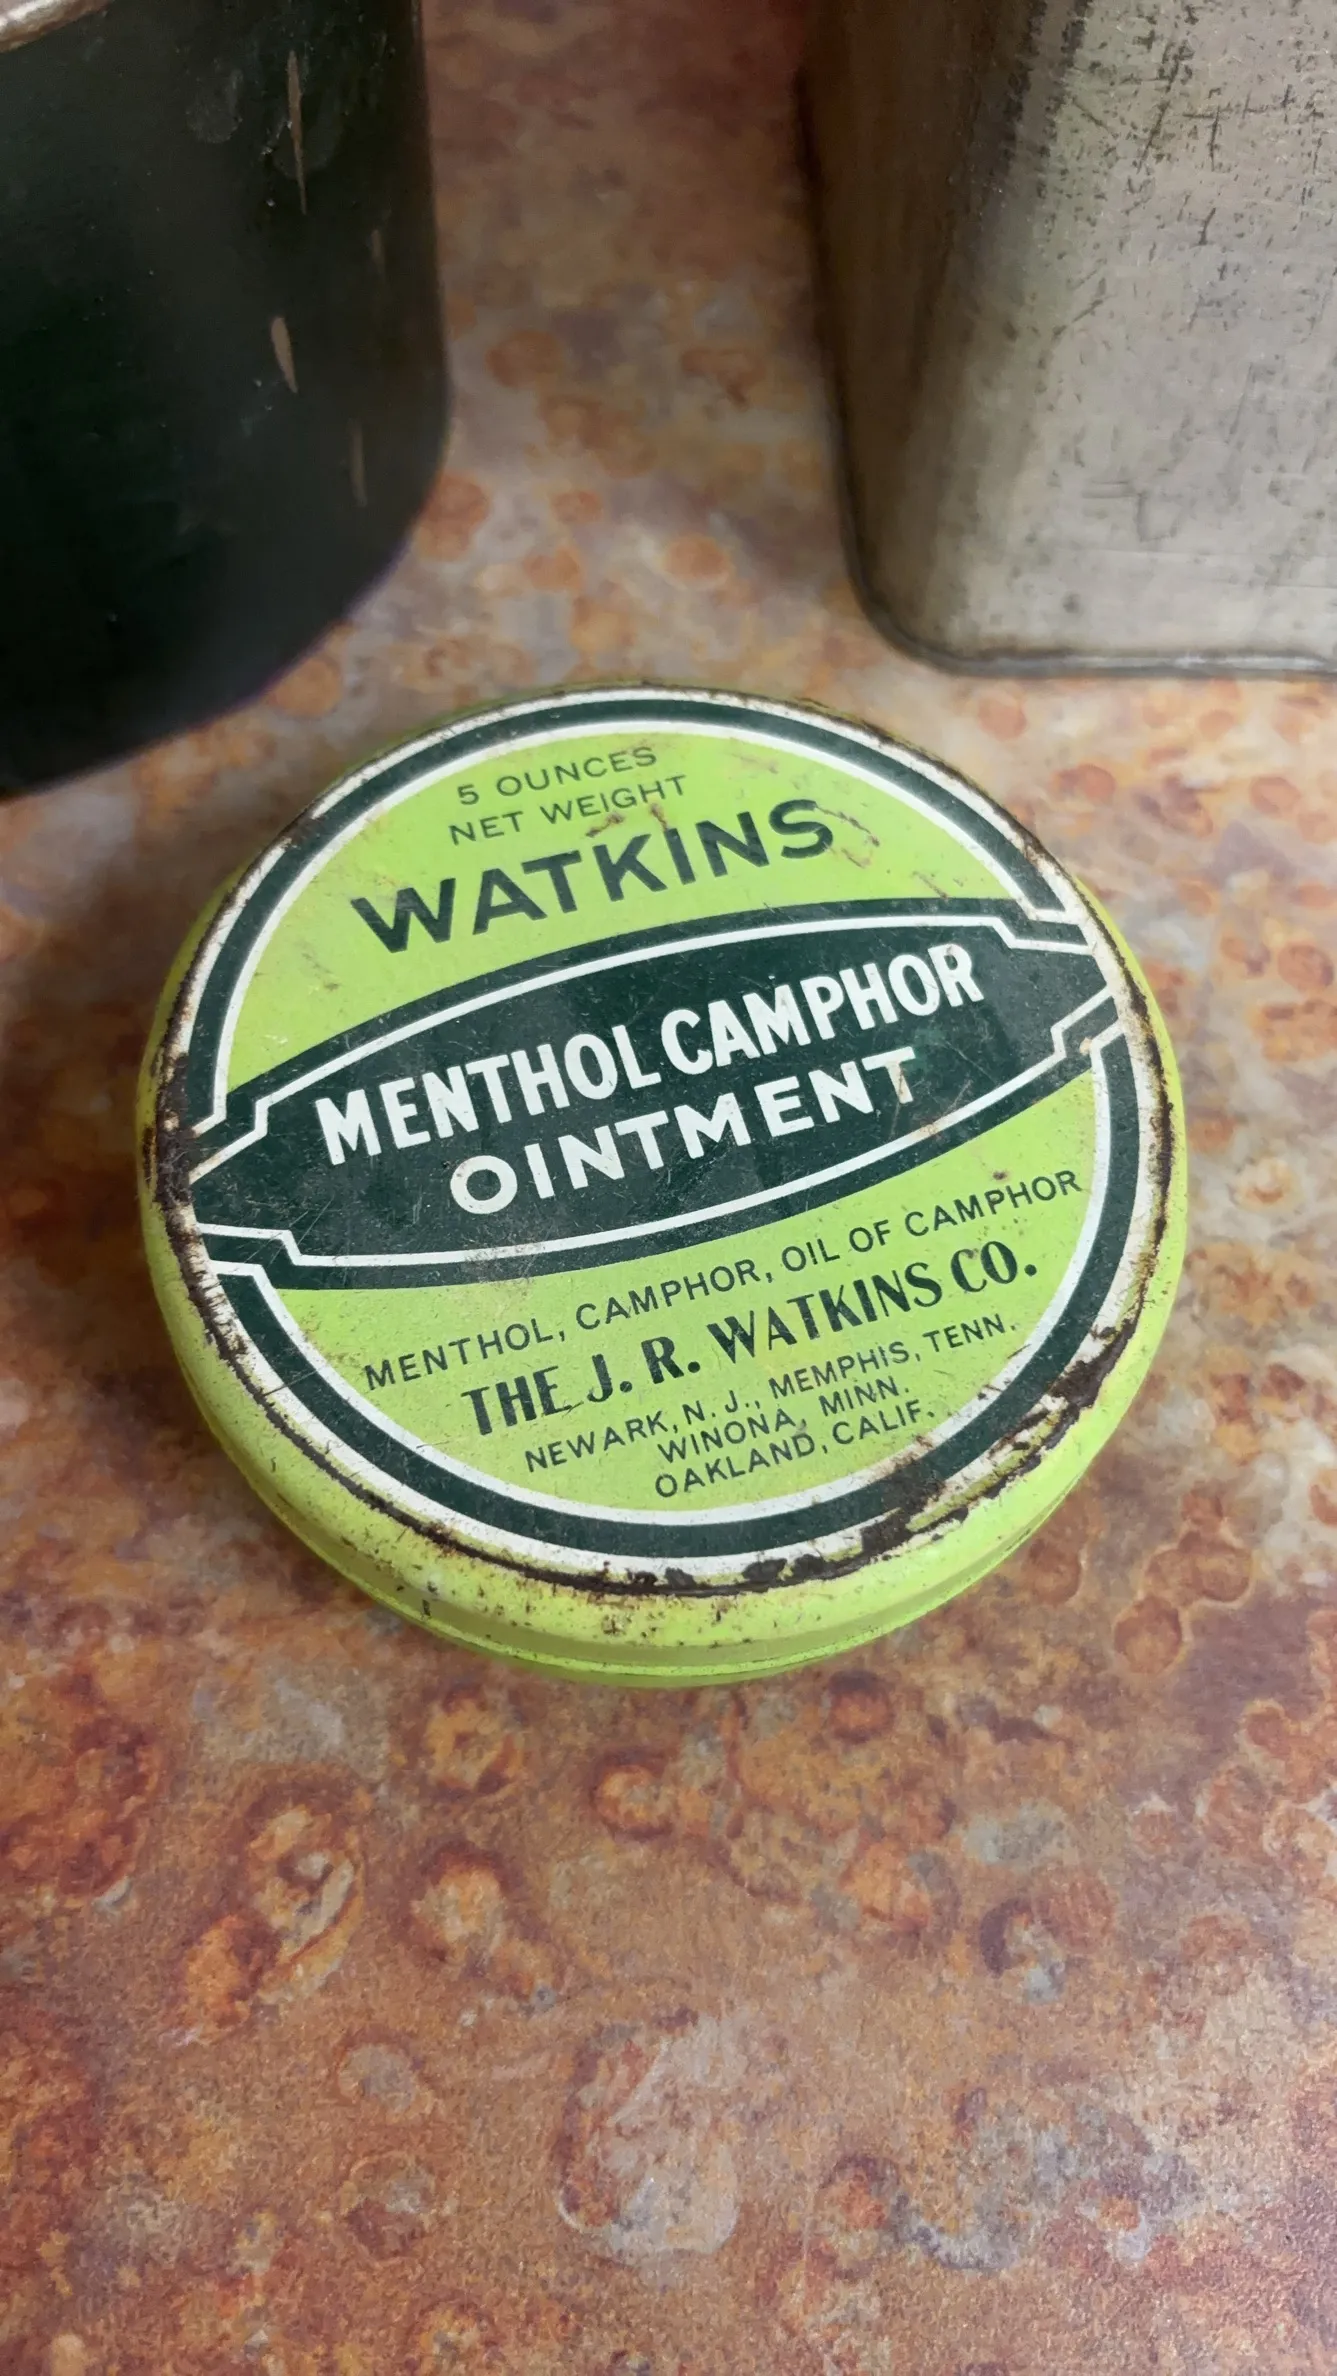 5 OUNCES
NET WEIGHT
WATKINS
MENTHOL CAMPHOR
OINTMENT
MENTHOL, CAMPHOR, OIL OF CAMPHOR
THE J. R. WATKINS CO.
NEWARK, N. J., MEMPHIS, TENN.
WINONA, MINN.
OAKLAND, CALIF.